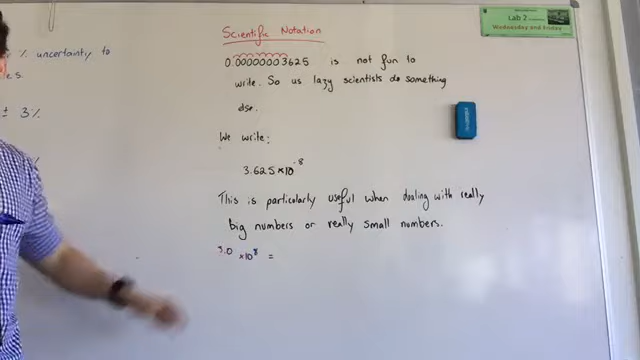 % uncertainty to
± 3%
%
Scientific Notation
0.00000003625 is not fun to
write. So us lazy scientists do something
else.
We write:
3.625×10⁻⁸
This is particularly useful when dealing with really
big numbers or really small numbers.
3.0 ×10⁸ =
Lab 2
Wednesday and Friday